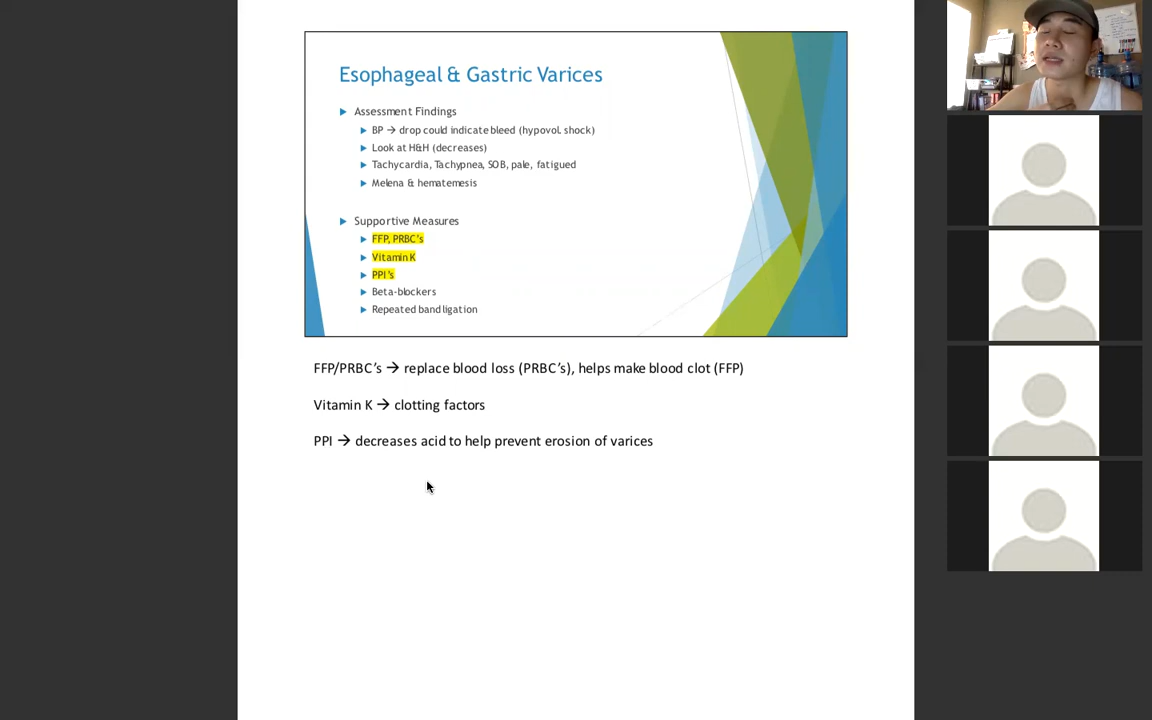 Esophageal & Gastric Varices
Assessment Findings
BP → drop could indicate bleed (hypovol. shock)
Look at H&H (decreases)
Tachycardia, Tachypnea, SOB, pale, fatigued
Melena & hematemesis
Supportive Measures
FFP, PRBC's
Vitamin K
PPI's
Beta-blockers
Repeated band ligation
FFP/PRBC's → replace blood loss (PRBC's), helps make blood clot (FFP)
Vitamin K → clotting factors
PPI → decreases acid to help prevent erosion of varices